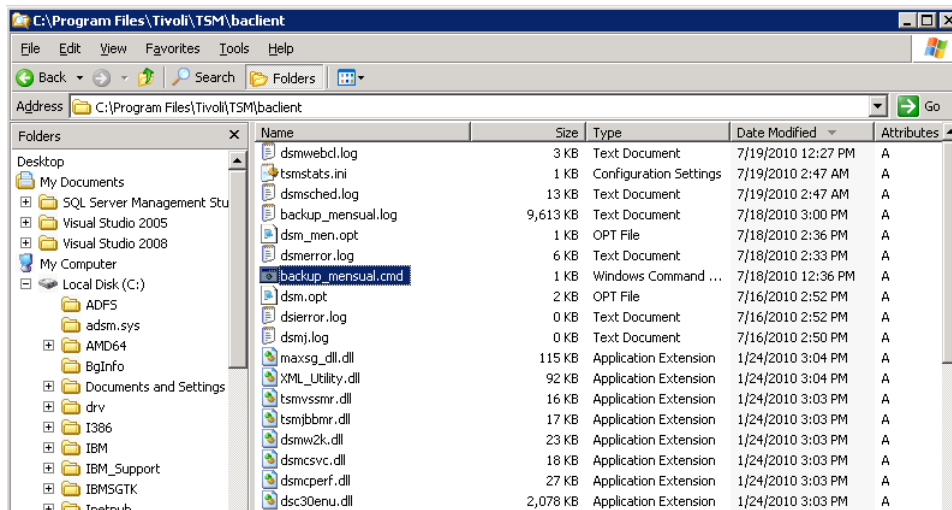 C:\Program Files\Tivoli\TSM\baclient
File Edit View Favorites Tools Help
Back Search Folders
Address C:\Program Files\Tivoli\TSM\baclient Go
Folders x Name Size Type Date Modified Attributes
Desktop
My Documents
SQL Server Management Stu
Visual Studio 2005
Visual Studio 2008
My Computer
Local Disk (C:)
ADFS
adsm.sys
AMD64
BgInfo
Documents and Settings
drv
I386
IBM
IBM_Support
IBMSGTK
Inetpub
dsmwebcl.log 3 KB Text Document 7/19/2010 12:27 PM A
tsmstats.ini 1 KB Configuration Settings 7/19/2010 2:47 AM A
dsmsched.log 13 KB Text Document 7/19/2010 2:47 AM A
backup_mensual.log 9,613 KB Text Document 7/18/2010 3:00 PM A
dsm_men.opt 1 KB OPT File 7/18/2010 2:36 PM A
dsmerror.log 6 KB Text Document 7/18/2010 2:33 PM A
backup_mensual.cmd 1 KB Windows Command ... 7/18/2010 12:36 PM A
dsm.opt 2 KB OPT File 7/16/2010 2:52 PM A
dsierror.log 0 KB Text Document 7/16/2010 2:52 PM A
dsmj.log 0 KB Text Document 7/16/2010 2:50 PM A
maxsg_dll.dll 115 KB Application Extension 1/24/2010 3:04 PM A
XML_Utility.dll 92 KB Application Extension 1/24/2010 3:04 PM A
tsmvssmr.dll 16 KB Application Extension 1/24/2010 3:03 PM A
tsmjbbmr.dll 17 KB Application Extension 1/24/2010 3:03 PM A
dsmw2k.dll 23 KB Application Extension 1/24/2010 3:03 PM A
dsmcsvc.dll 18 KB Application Extension 1/24/2010 3:03 PM A
dsmcperf.dll 27 KB Application Extension 1/24/2010 3:03 PM A
dsc30enu.dll 2,078 KB Application Extension 1/24/2010 3:03 PM A